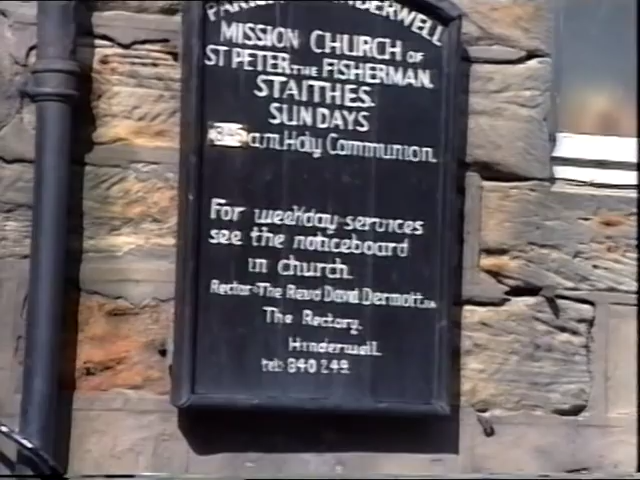 HINDERWELL
MISSION CHURCH OF
ST PETER THE FISHERMAN.
STAITHES.
SUNDAYS
a.m. Holy Communion.
For weekday services
see the noticeboard
in church.
Rector: The Revd David Dermott.
The Rectory.
Hinderwell.
tel: 840 249.